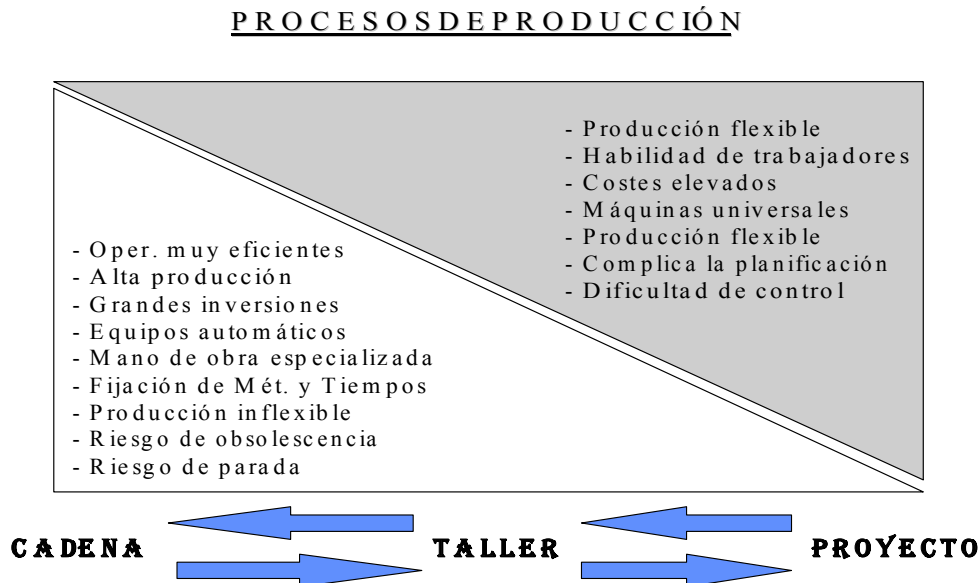 PROCESOS DE PRODUCCIÓN
- Producción flexible
- Habilidad de trabajadores
- Costes elevados
- Máquinas universales
- Producción flexible
- Complica la planificación
- Dificultad de control
- Oper. muy eficientes
- Alta producción
- Grandes inversiones
- Equipos automáticos
- Mano de obra especializada
- Fijación de Mét. y Tiempos
- Producción inflexible
- Riesgo de obsolescencia
- Riesgo de parada
CADENA TALLER PROYECTO